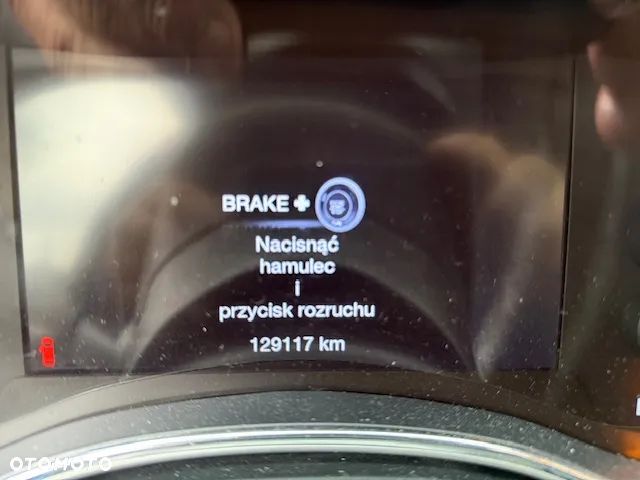 BRAKE +
Nacisnąć
hamulec
i
przycisk rozruchu
129117 km
OTOMOTO